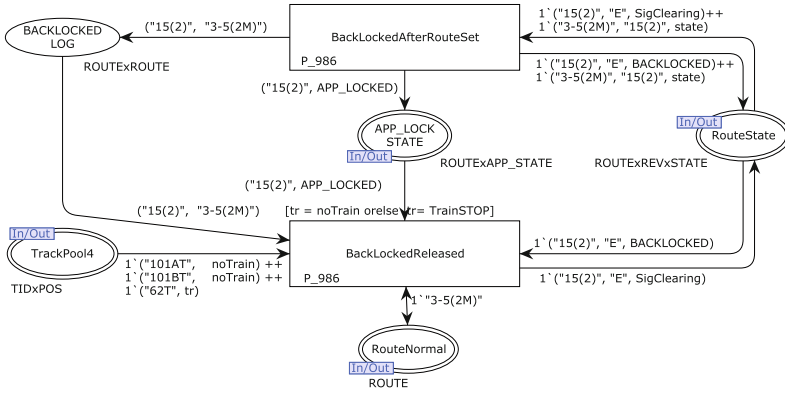 BACKLOCKED
LOG
ROUTExROUTE
("15(2)", "3-5(2M)")
BackLockedAfterRouteSet
P_986
1`("15(2)", "E", SigClearing)++
1`("3-5(2M)", "15(2)", state)
1`("15(2)", "E", BACKLOCKED)++
1`("3-5(2M)", "15(2)", state)
("15(2)", APP_LOCKED)
APP_LOCK
STATE
In/Out
ROUTExAPP_STATE
In/Out
RouteState
ROUTExREVxSTATE
("15(2)", APP_LOCKED)
("15(2)", "3-5(2M)")
[tr = noTrain orelse tr= TrainSTOP]
In/Out
TrackPool4
TIDxPOS
1`("101AT", noTrain) ++
1`("101BT", noTrain) ++
1`("62T", tr)
BackLockedReleased
P_986
1`("15(2)", "E", BACKLOCKED)
1`("15(2)", "E", SigClearing)
1`"3-5(2M)"
RouteNormal
In/Out
ROUTE